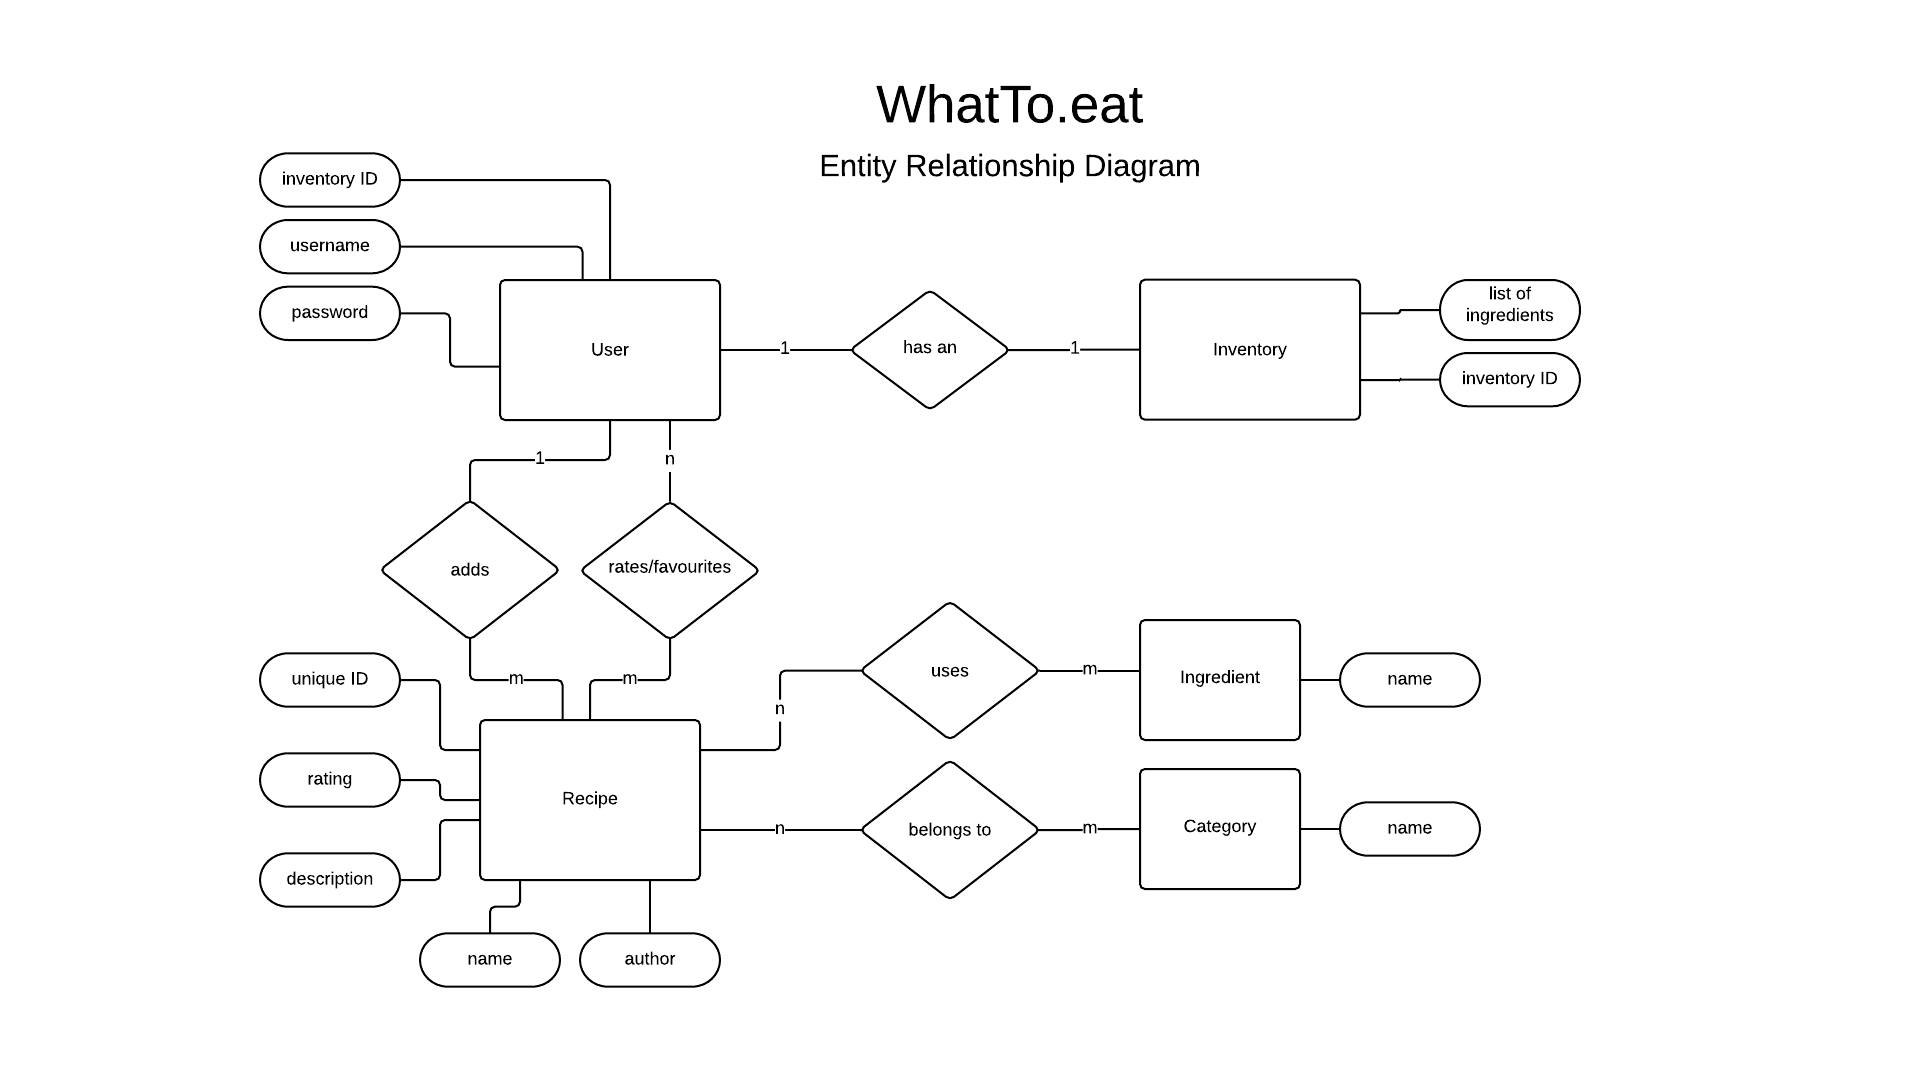 WhatTo.eat
Entity Relationship Diagram
inventory ID
username
password
User
1
has an
1
Inventory
list of
ingredients
inventory ID
1
n
adds
rates/favourites
m
m
unique ID
rating
description
Recipe
name
author
n
uses
m
Ingredient
name
n
belongs to
m
Category
name